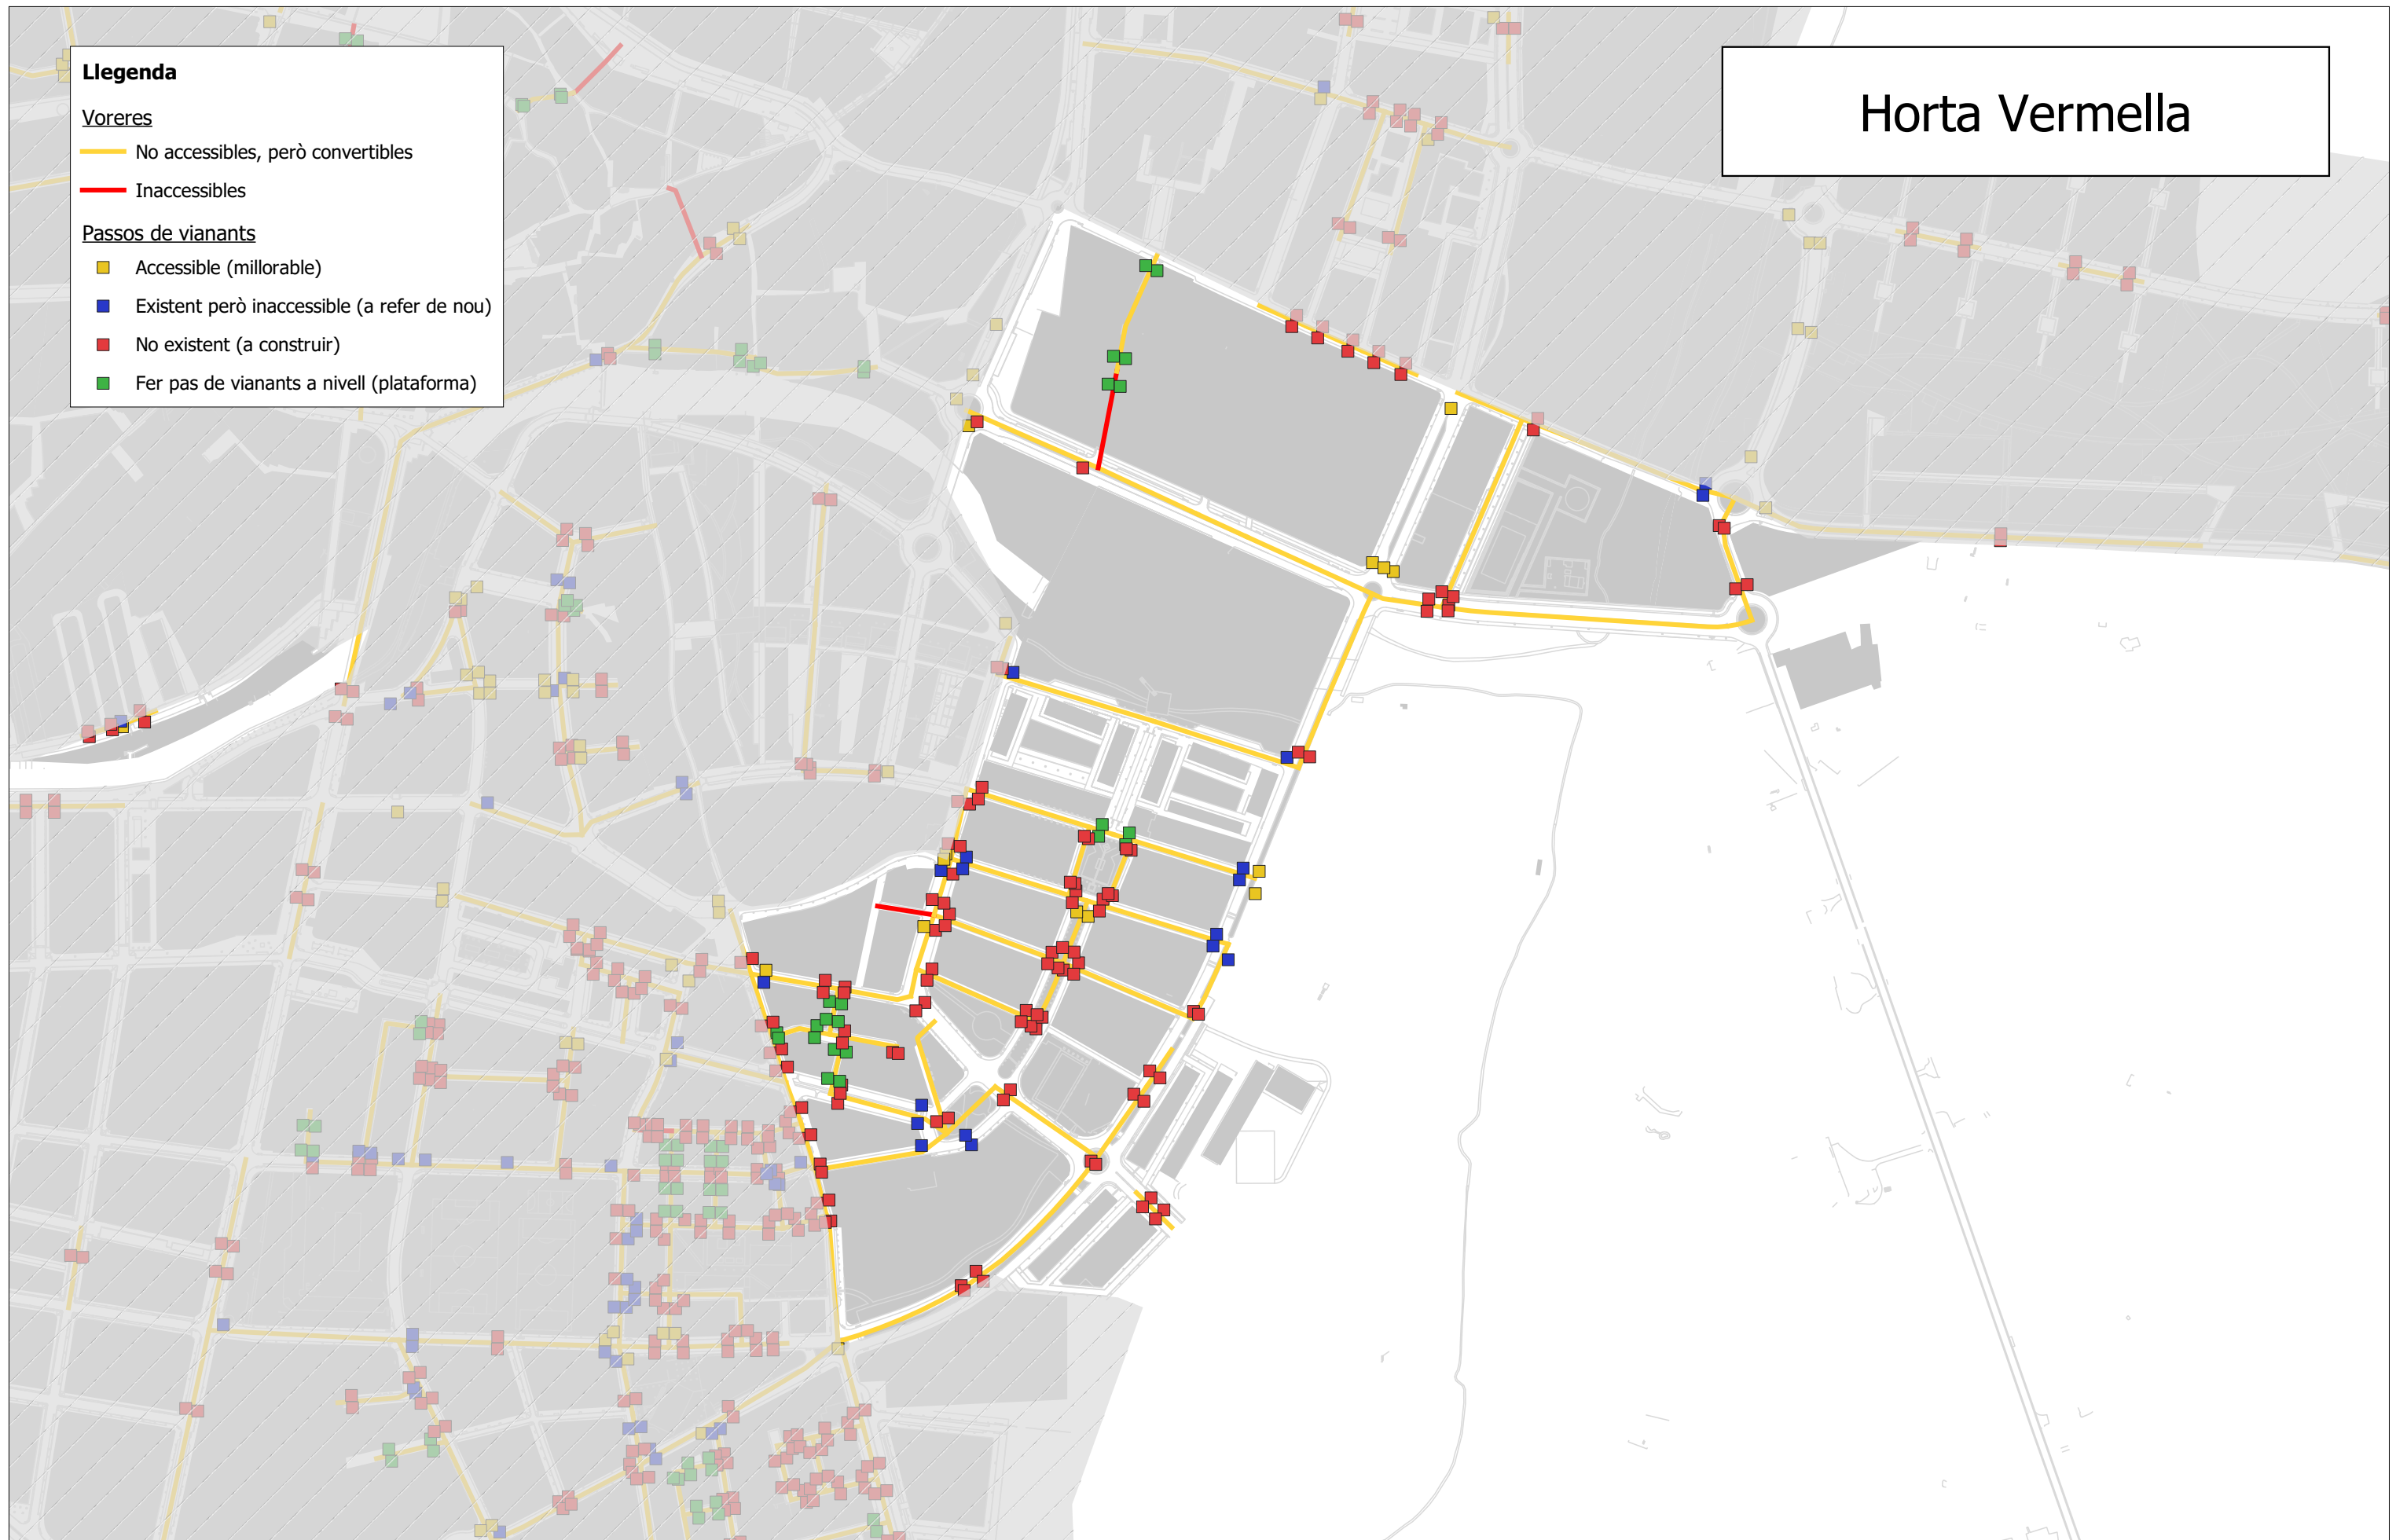 Llegenda
Voreres
No accessibles, però convertibles
Inaccessibles
Passos de vianants
Accessible (millorable)
Existent però inaccessible (a refer de nou)
No existent (a construir)
Fer pas de vianants a nivell (plataforma)
Horta Vermella